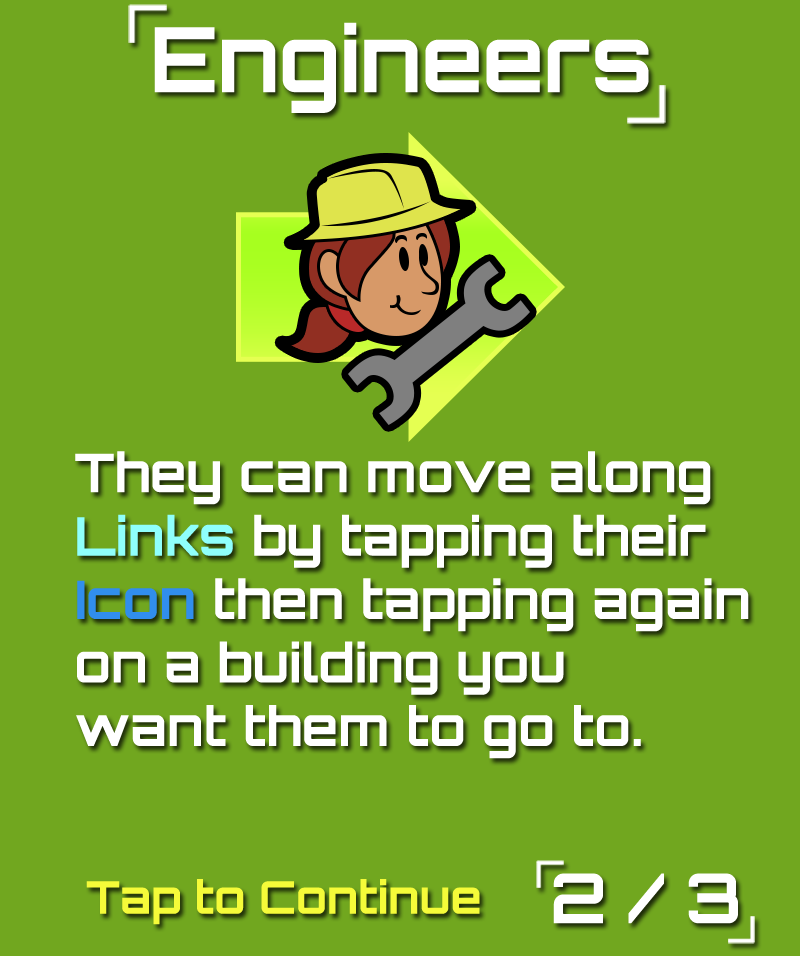 Engineers
They can move along
Links by tapping their
Icon then tapping again
on a building you
want them to go to.
Tap to Continue
2 / 3